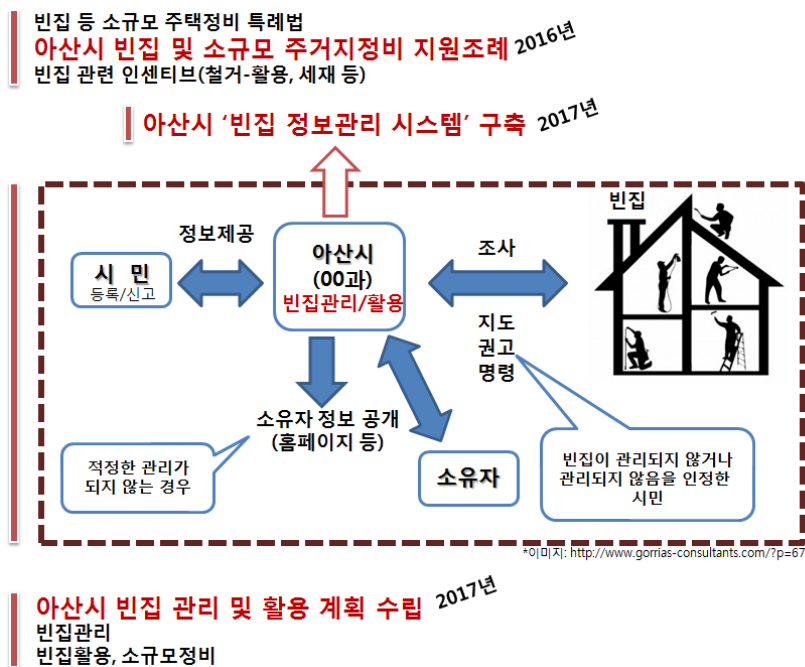 빈집 등 소규모 주택정비 특례법
아산시 빈집 및 소규모 주거지정비 지원조례 2016년
빈집 관련 인센티브(철거-활용, 세재 등)
아산시 ‘빈집 정보관리 시스템’ 구축 2017년
빈집
정보제공
아산시
(00과)
빈집관리/활용
조사
시 민
등록/신고
지도
권고
명령
소유자 정보 공개
(홈페이지 등)
적정한 관리가
되지 않는 경우
소유자
빈집이 관리되지 않거나
관리되지 않음을 인정한
시민
*이미지: http://www.gorrias-consultants.com/?p=67
아산시 빈집 관리 및 활용 계획 수립 2017년
빈집관리
빈집활용, 소규모정비